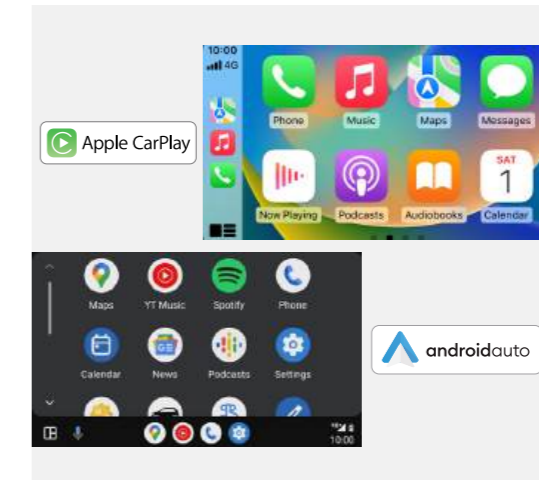 10:00
4G
Phone Music Maps Messages
Apple CarPlay
SAT
1
Now Playing Podcasts Audiobooks Calendar
Maps YT Music Spotify Phone
androidauto
Calendar News Podcasts Settings
10:00